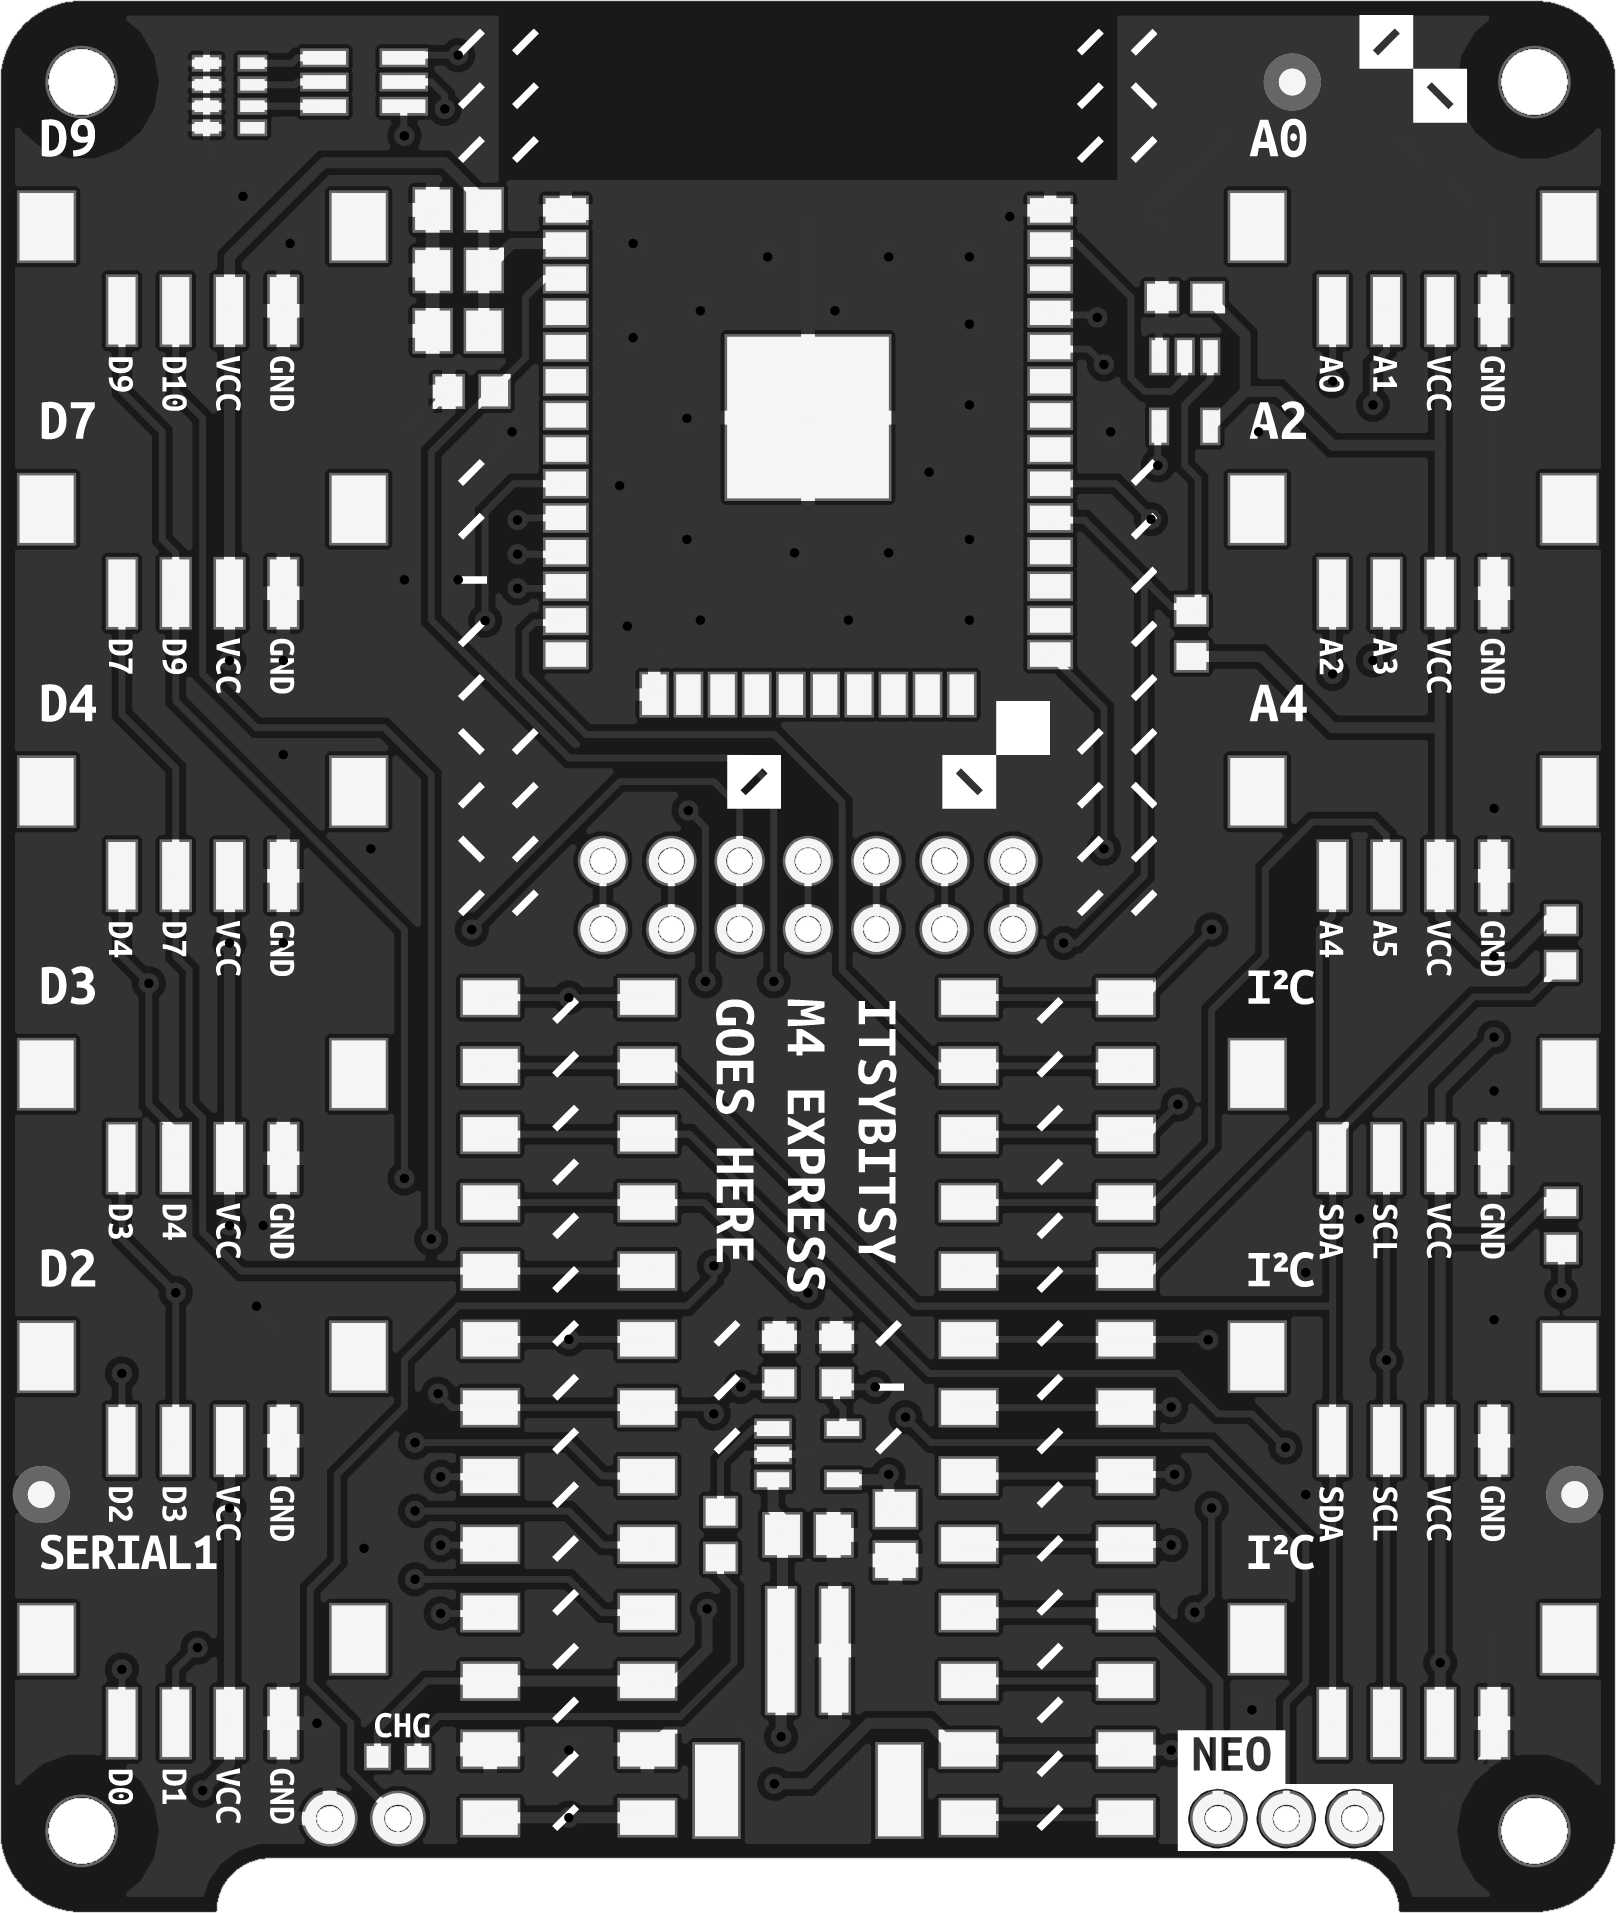 D9
A0
D9 D10 VCC GND
A0 A1 VCC GND
D7
A2
D7 D9 VCC GND
A2 A3 VCC GND
D4
A4
D4 D7 VCC GND
A4 A5 VCC GND
D3
I²C
ITSYBITSY
M4 EXPRESS
GOES HERE
D3 D4 VCC GND
SDA SCL VCC GND
D2
I²C
D2 D3 VCC GND
SDA SCL VCC GND
SERIAL1
I²C
CHG
NEO
D0 D1 VCC GND